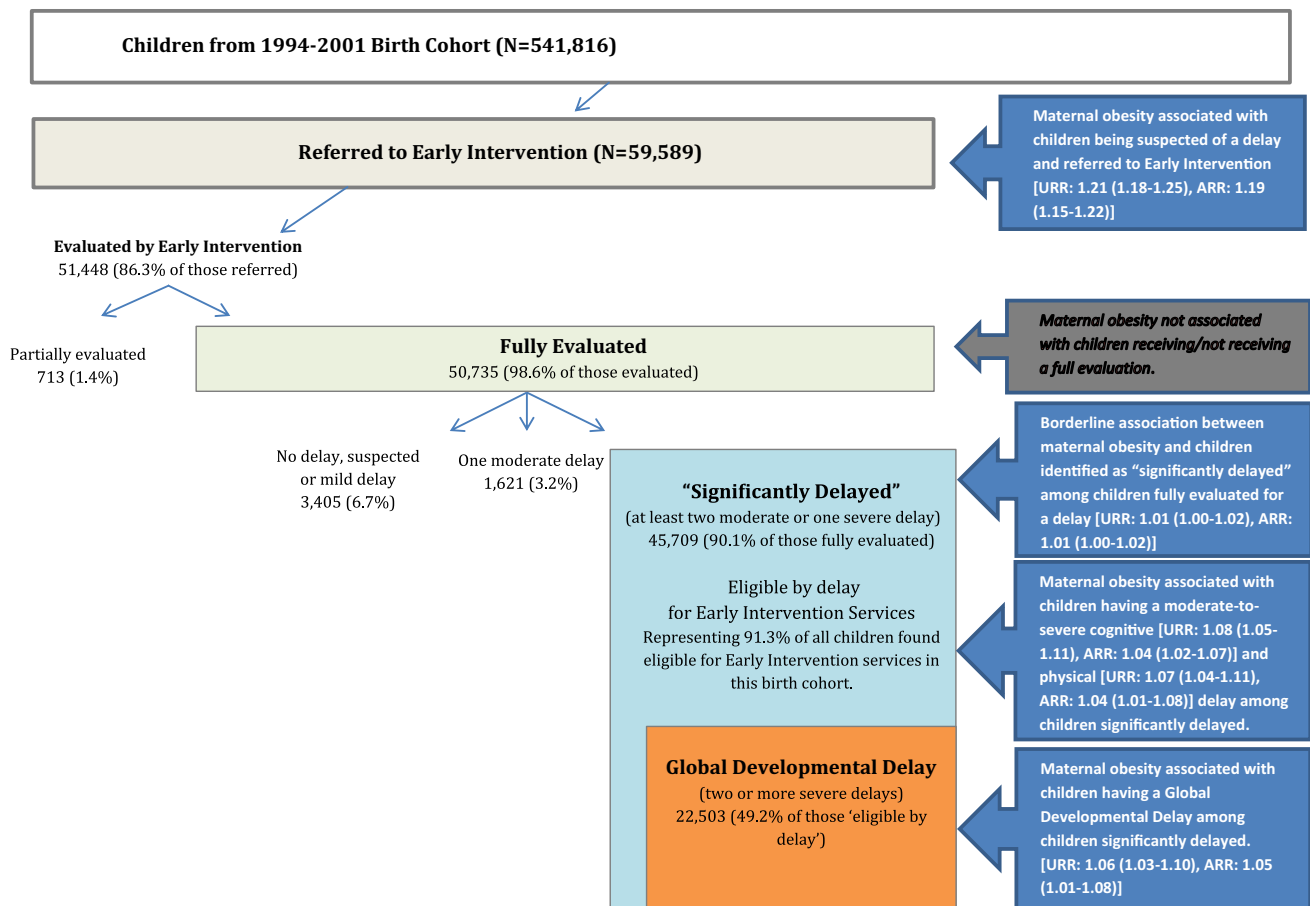 Children from 1994-2001 Birth Cohort (N=541,816)
Referred to Early Intervention (N=59,589)
Maternal obesity associated with
children being suspected of a delay
and referred to Early Intervention
[URR: 1.21 (1.18-1.25), ARR: 1.19
(1.15-1.22)]
Evaluated by Early Intervention
51,448 (86.3% of those referred)
Partially evaluated
713 (1.4%)
Fully Evaluated
50,735 (98.6% of those evaluated)
Maternal obesity not associated
with children receiving/not receiving
a full evaluation.
No delay, suspected
or mild delay
3,405 (6.7%)
One moderate delay
1,621 (3.2%)
“Significantly Delayed”
(at least two moderate or one severe delay)
45,709 (90.1% of those fully evaluated)
Eligible by delay
for Early Intervention Services
Representing 91.3% of all children found
eligible for Early Intervention services in
this birth cohort.
Borderline association between
maternal obesity and children
identified as “significantly delayed”
among children fully evaluated for
a delay [URR: 1.01 (1.00-1.02), ARR:
1.01 (1.00-1.02)]
Maternal obesity associated with
children having a moderate-to-
severe cognitive [URR: 1.08 (1.05-
1.11), ARR: 1.04 (1.02-1.07)] and
physical [URR: 1.07 (1.04-1.11),
ARR: 1.04 (1.01-1.08)] delay among
children significantly delayed.
Global Developmental Delay
(two or more severe delays)
22,503 (49.2% of those ‘eligible by
delay’)
Maternal obesity associated with
children having a Global
Developmental Delay among
children significantly delayed.
[URR: 1.06 (1.03-1.10), ARR: 1.05
(1.01-1.08)]